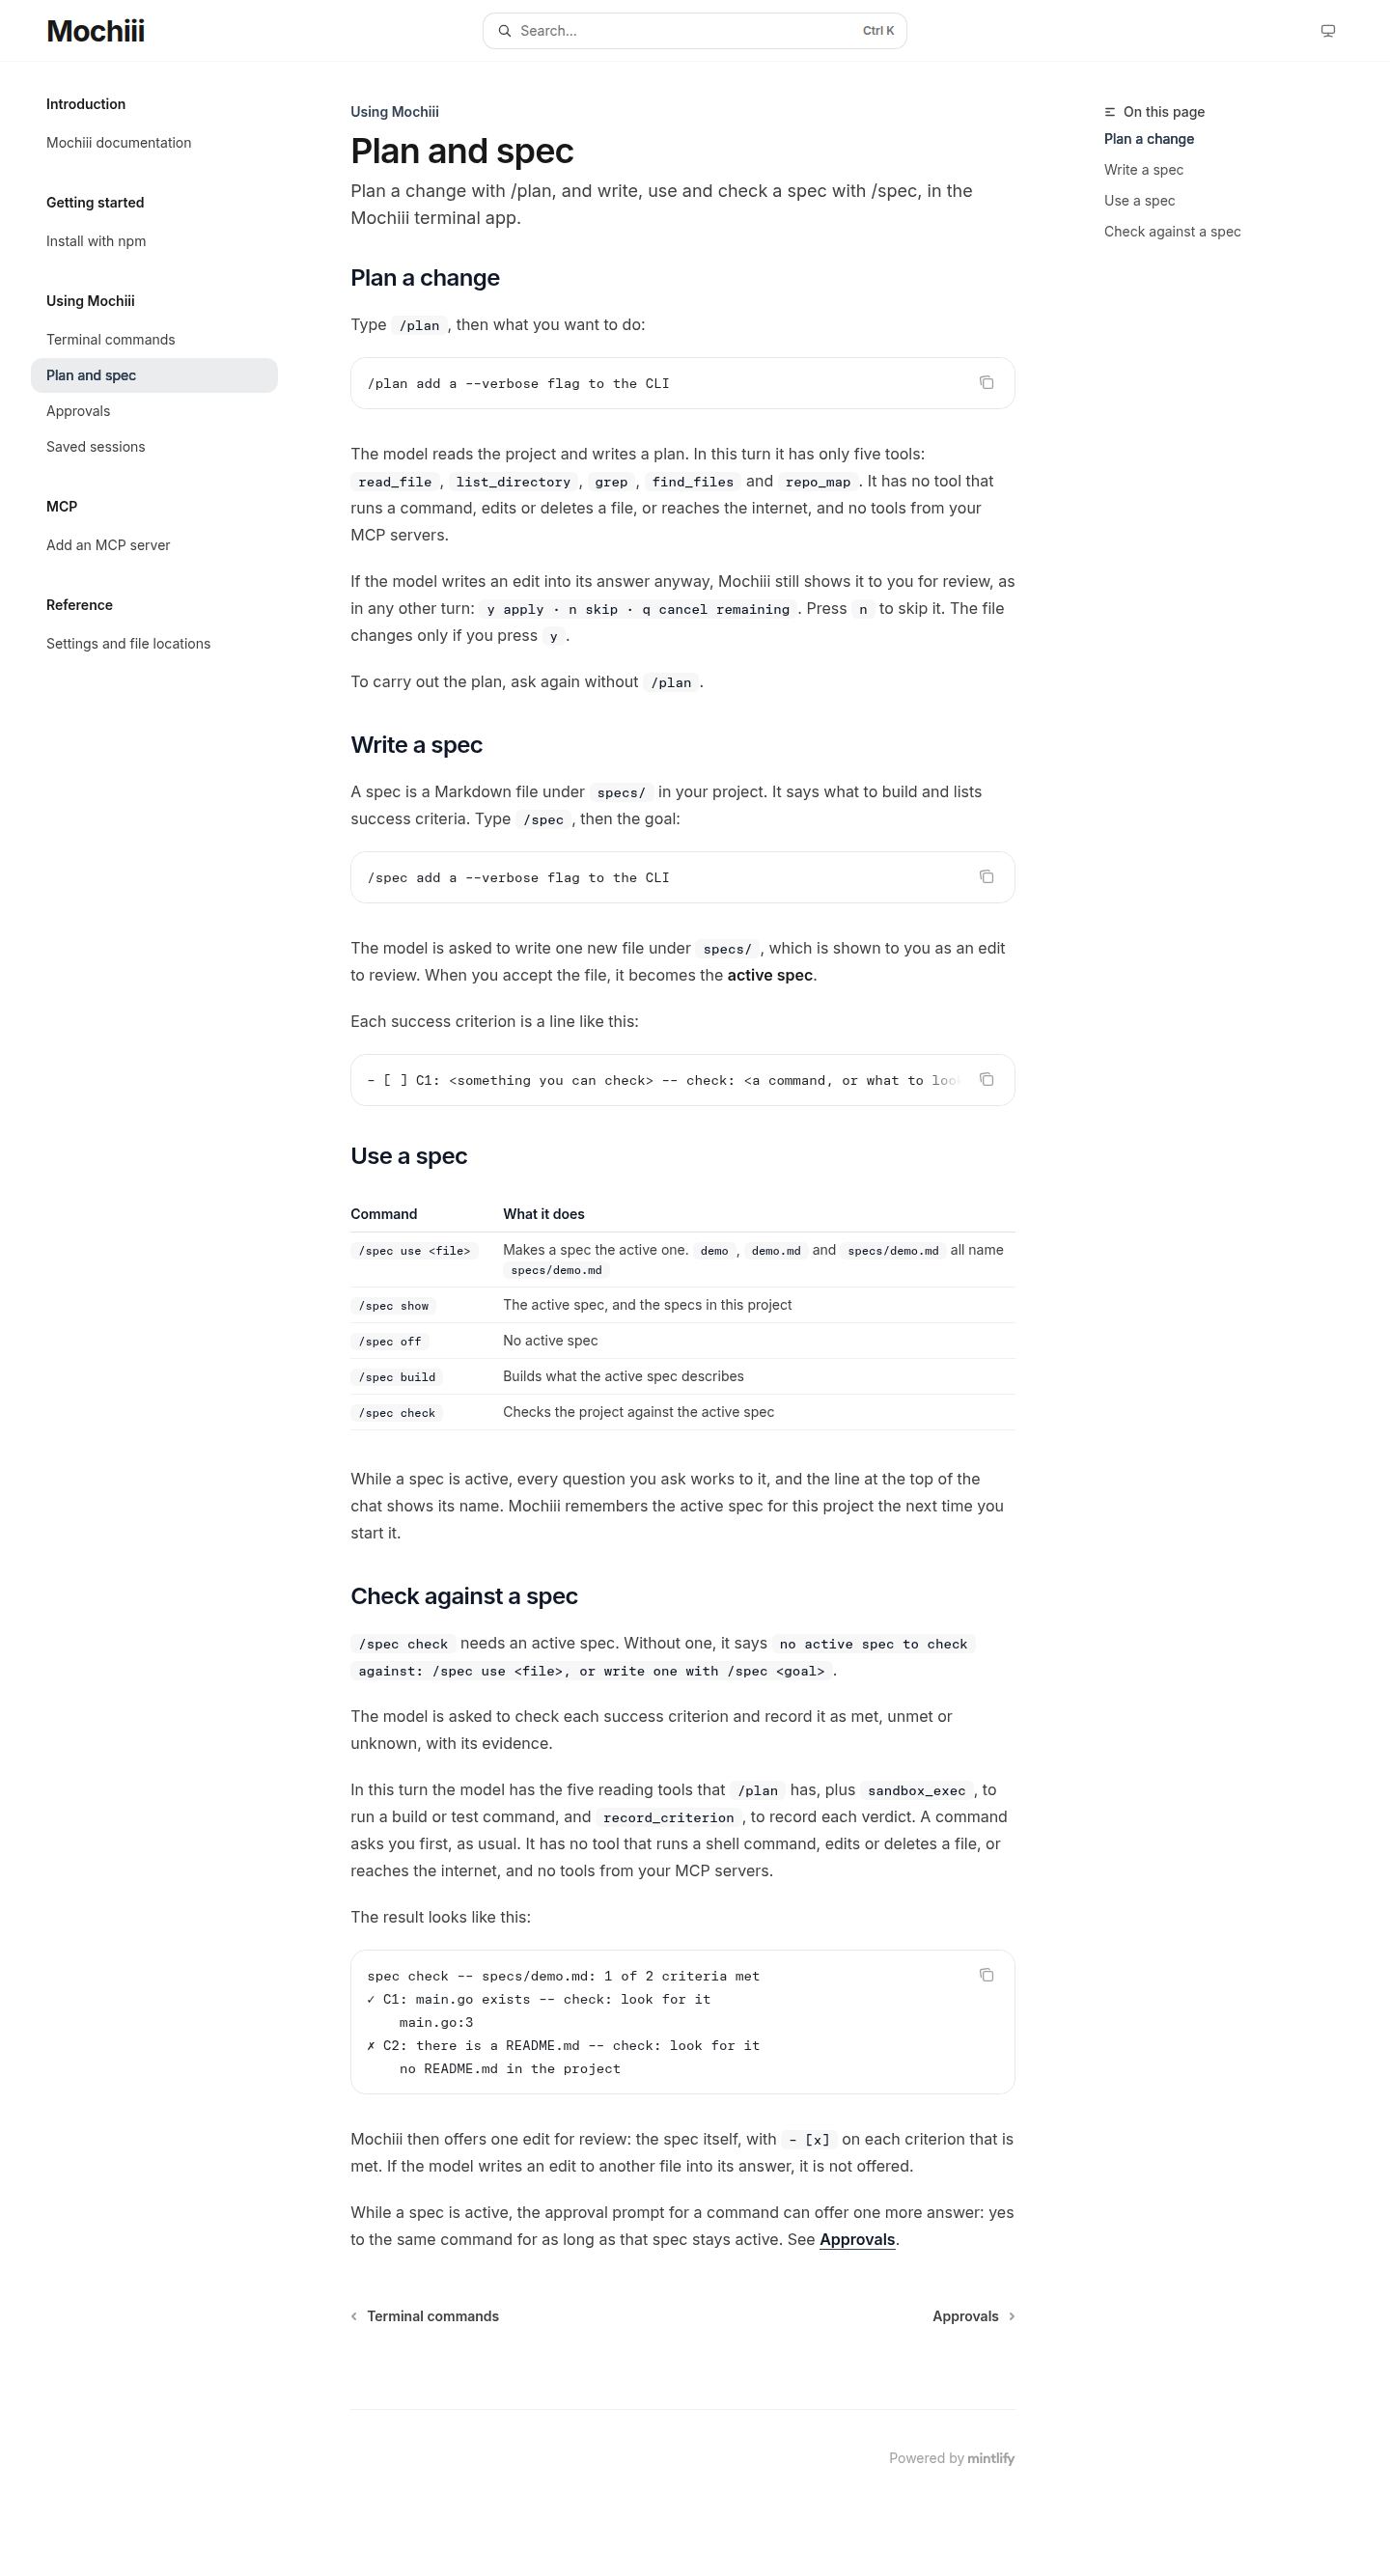 Mochiii
Search...
Ctrl K
Introduction
Mochiii documentation
Getting started
Install with npm
Using Mochiii
Terminal commands
Plan and spec
Approvals
Saved sessions
MCP
Add an MCP server
Reference
Settings and file locations
Using Mochiii
Plan and spec
Plan a change with /plan, and write, use and check a spec with /spec, in the
Mochiii terminal app.
Plan a change
Type /plan, then what you want to do:
/plan add a --verbose flag to the CLI
The model reads the project and writes a plan. In this turn it has only five tools:
read_file, list_directory, grep, find_files and repo_map. It has no tool that
runs a command, edits or deletes a file, or reaches the internet, and no tools from your
MCP servers.
If the model writes an edit into its answer anyway, Mochiii still shows it to you for review, as
in any other turn: y apply · n skip · q cancel remaining. Press n to skip it. The file
changes only if you press y.
To carry out the plan, ask again without /plan.
Write a spec
A spec is a Markdown file under specs/ in your project. It says what to build and lists
success criteria. Type /spec, then the goal:
/spec add a --verbose flag to the CLI
The model is asked to write one new file under specs/, which is shown to you as an edit
to review. When you accept the file, it becomes the active spec.
Each success criterion is a line like this:
- [ ] C1: <something you can check> -- check: <a command, or what to loo
Use a spec
Command What it does
/spec use <file> Makes a spec the active one. demo, demo.md and specs/demo.md all name
specs/demo.md
/spec show The active spec, and the specs in this project
/spec off No active spec
/spec build Builds what the active spec describes
/spec check Checks the project against the active spec
While a spec is active, every question you ask works to it, and the line at the top of the
chat shows its name. Mochiii remembers the active spec for this project the next time you
start it.
Check against a spec
/spec check needs an active spec. Without one, it says no active spec to check
against: /spec use <file>, or write one with /spec <goal>.
The model is asked to check each success criterion and record it as met, unmet or
unknown, with its evidence.
In this turn the model has the five reading tools that /plan has, plus sandbox_exec, to
run a build or test command, and record_criterion, to record each verdict. A command
asks you first, as usual. It has no tool that runs a shell command, edits or deletes a file, or
reaches the internet, and no tools from your MCP servers.
The result looks like this:
spec check -- specs/demo.md: 1 of 2 criteria met
✓ C1: main.go exists -- check: look for it
main.go:3
✗ C2: there is a README.md -- check: look for it
no README.md in the project
Mochiii then offers one edit for review: the spec itself, with - [x] on each criterion that is
met. If the model writes an edit to another file into its answer, it is not offered.
While a spec is active, the approval prompt for a command can offer one more answer: yes
to the same command for as long as that spec stays active. See Approvals.
Terminal commands
Approvals
Powered by mintlify
On this page
Plan a change
Write a spec
Use a spec
Check against a spec